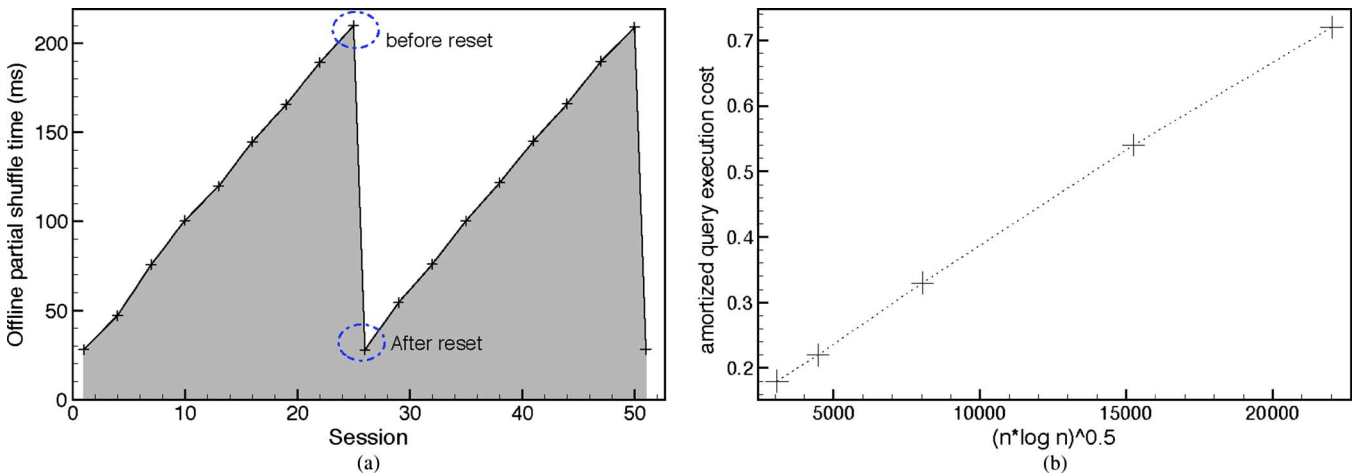 200
150
100
50
0
Offline partial shuffle time (ms)
before reset
After reset
0
10
20
30
40
50
Session
(a)
0.7
0.6
0.5
0.4
0.3
0.2
amortized query execution cost
5000
10000
15000
20000
(n*log n)^0.5
(b)